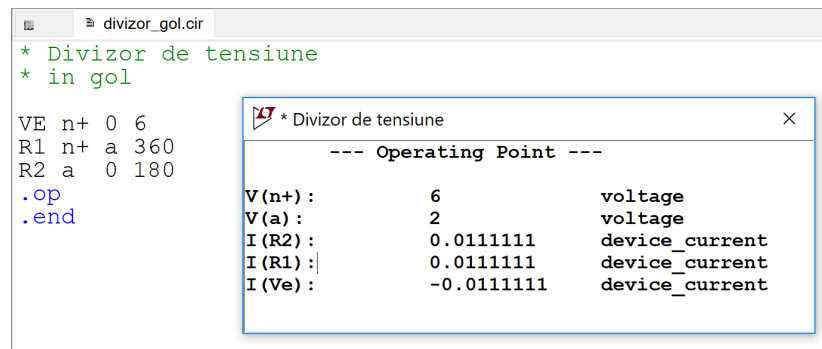 divizor_gol.cir
* Divizor de tensiune
* in gol
VE n+ 0 6
R1 n+ a 360
R2 a 0 180
.op
.end
* Divizor de tensiune
--- Operating Point ---
V(n+): 6 voltage
V(a): 2 voltage
I(R2): 0.0111111 device_current
I(R1): 0.0111111 device_current
I(Ve): -0.0111111 device_current